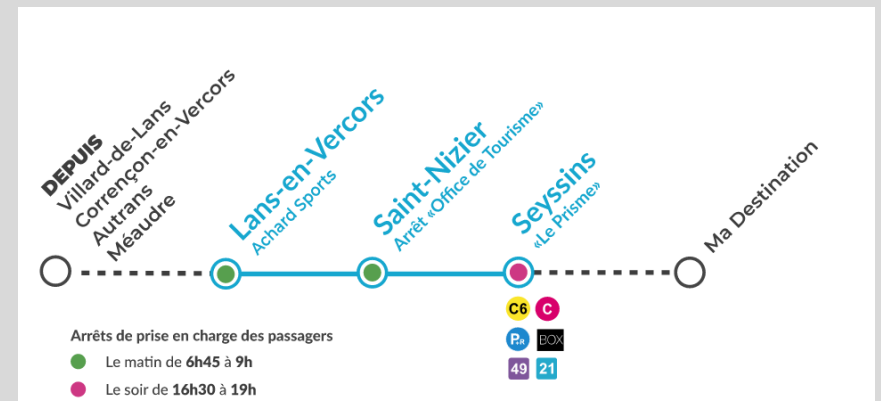 DEPUIS
Villard-de-Lans
Corrençon-en-Vercors
Autrans
Méaudre
Lans-en-Vercors
Achard Sports
Saint-Nizier
Arrêt «Office de Tourisme»
Seyssins
«Le Prisme»
Ma Destination
C6 C
P+R BOX
49 21
Arrêts de prise en charge des passagers
Le matin de 6h45 à 9h
Le soir de 16h30 à 19h